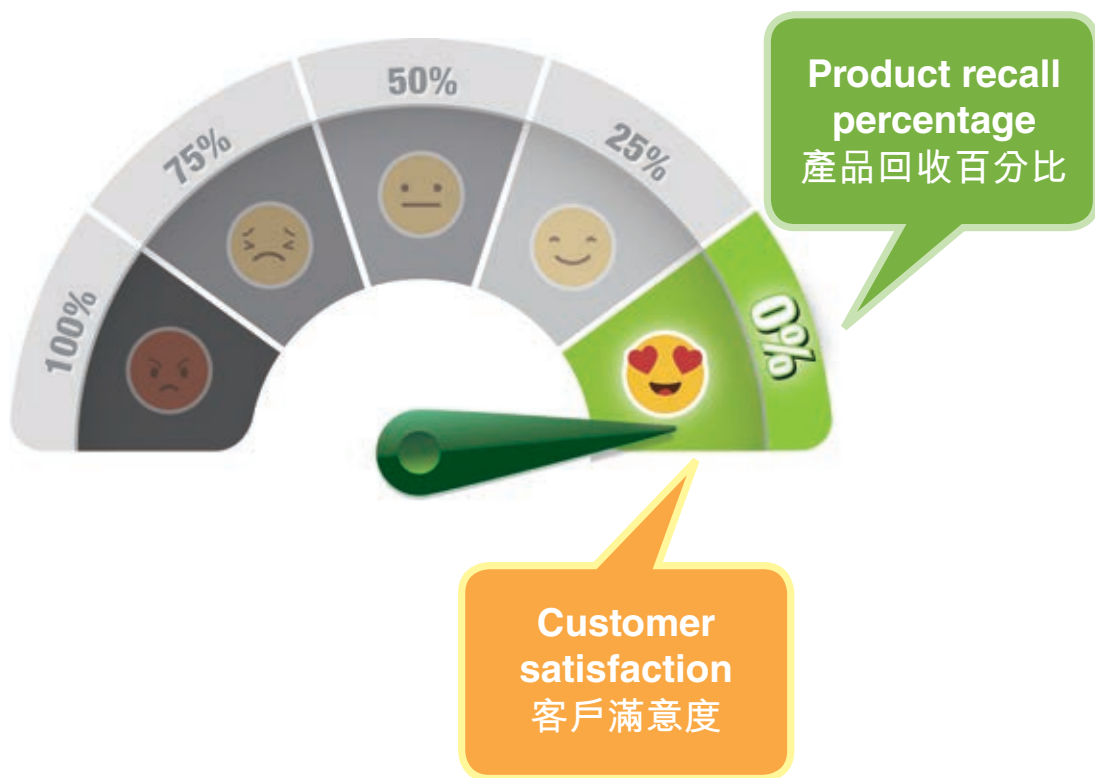 Product recall
percentage
產品回收百分比
100%
75%
50%
25%
0%
Customer
satisfaction
客戶滿意度